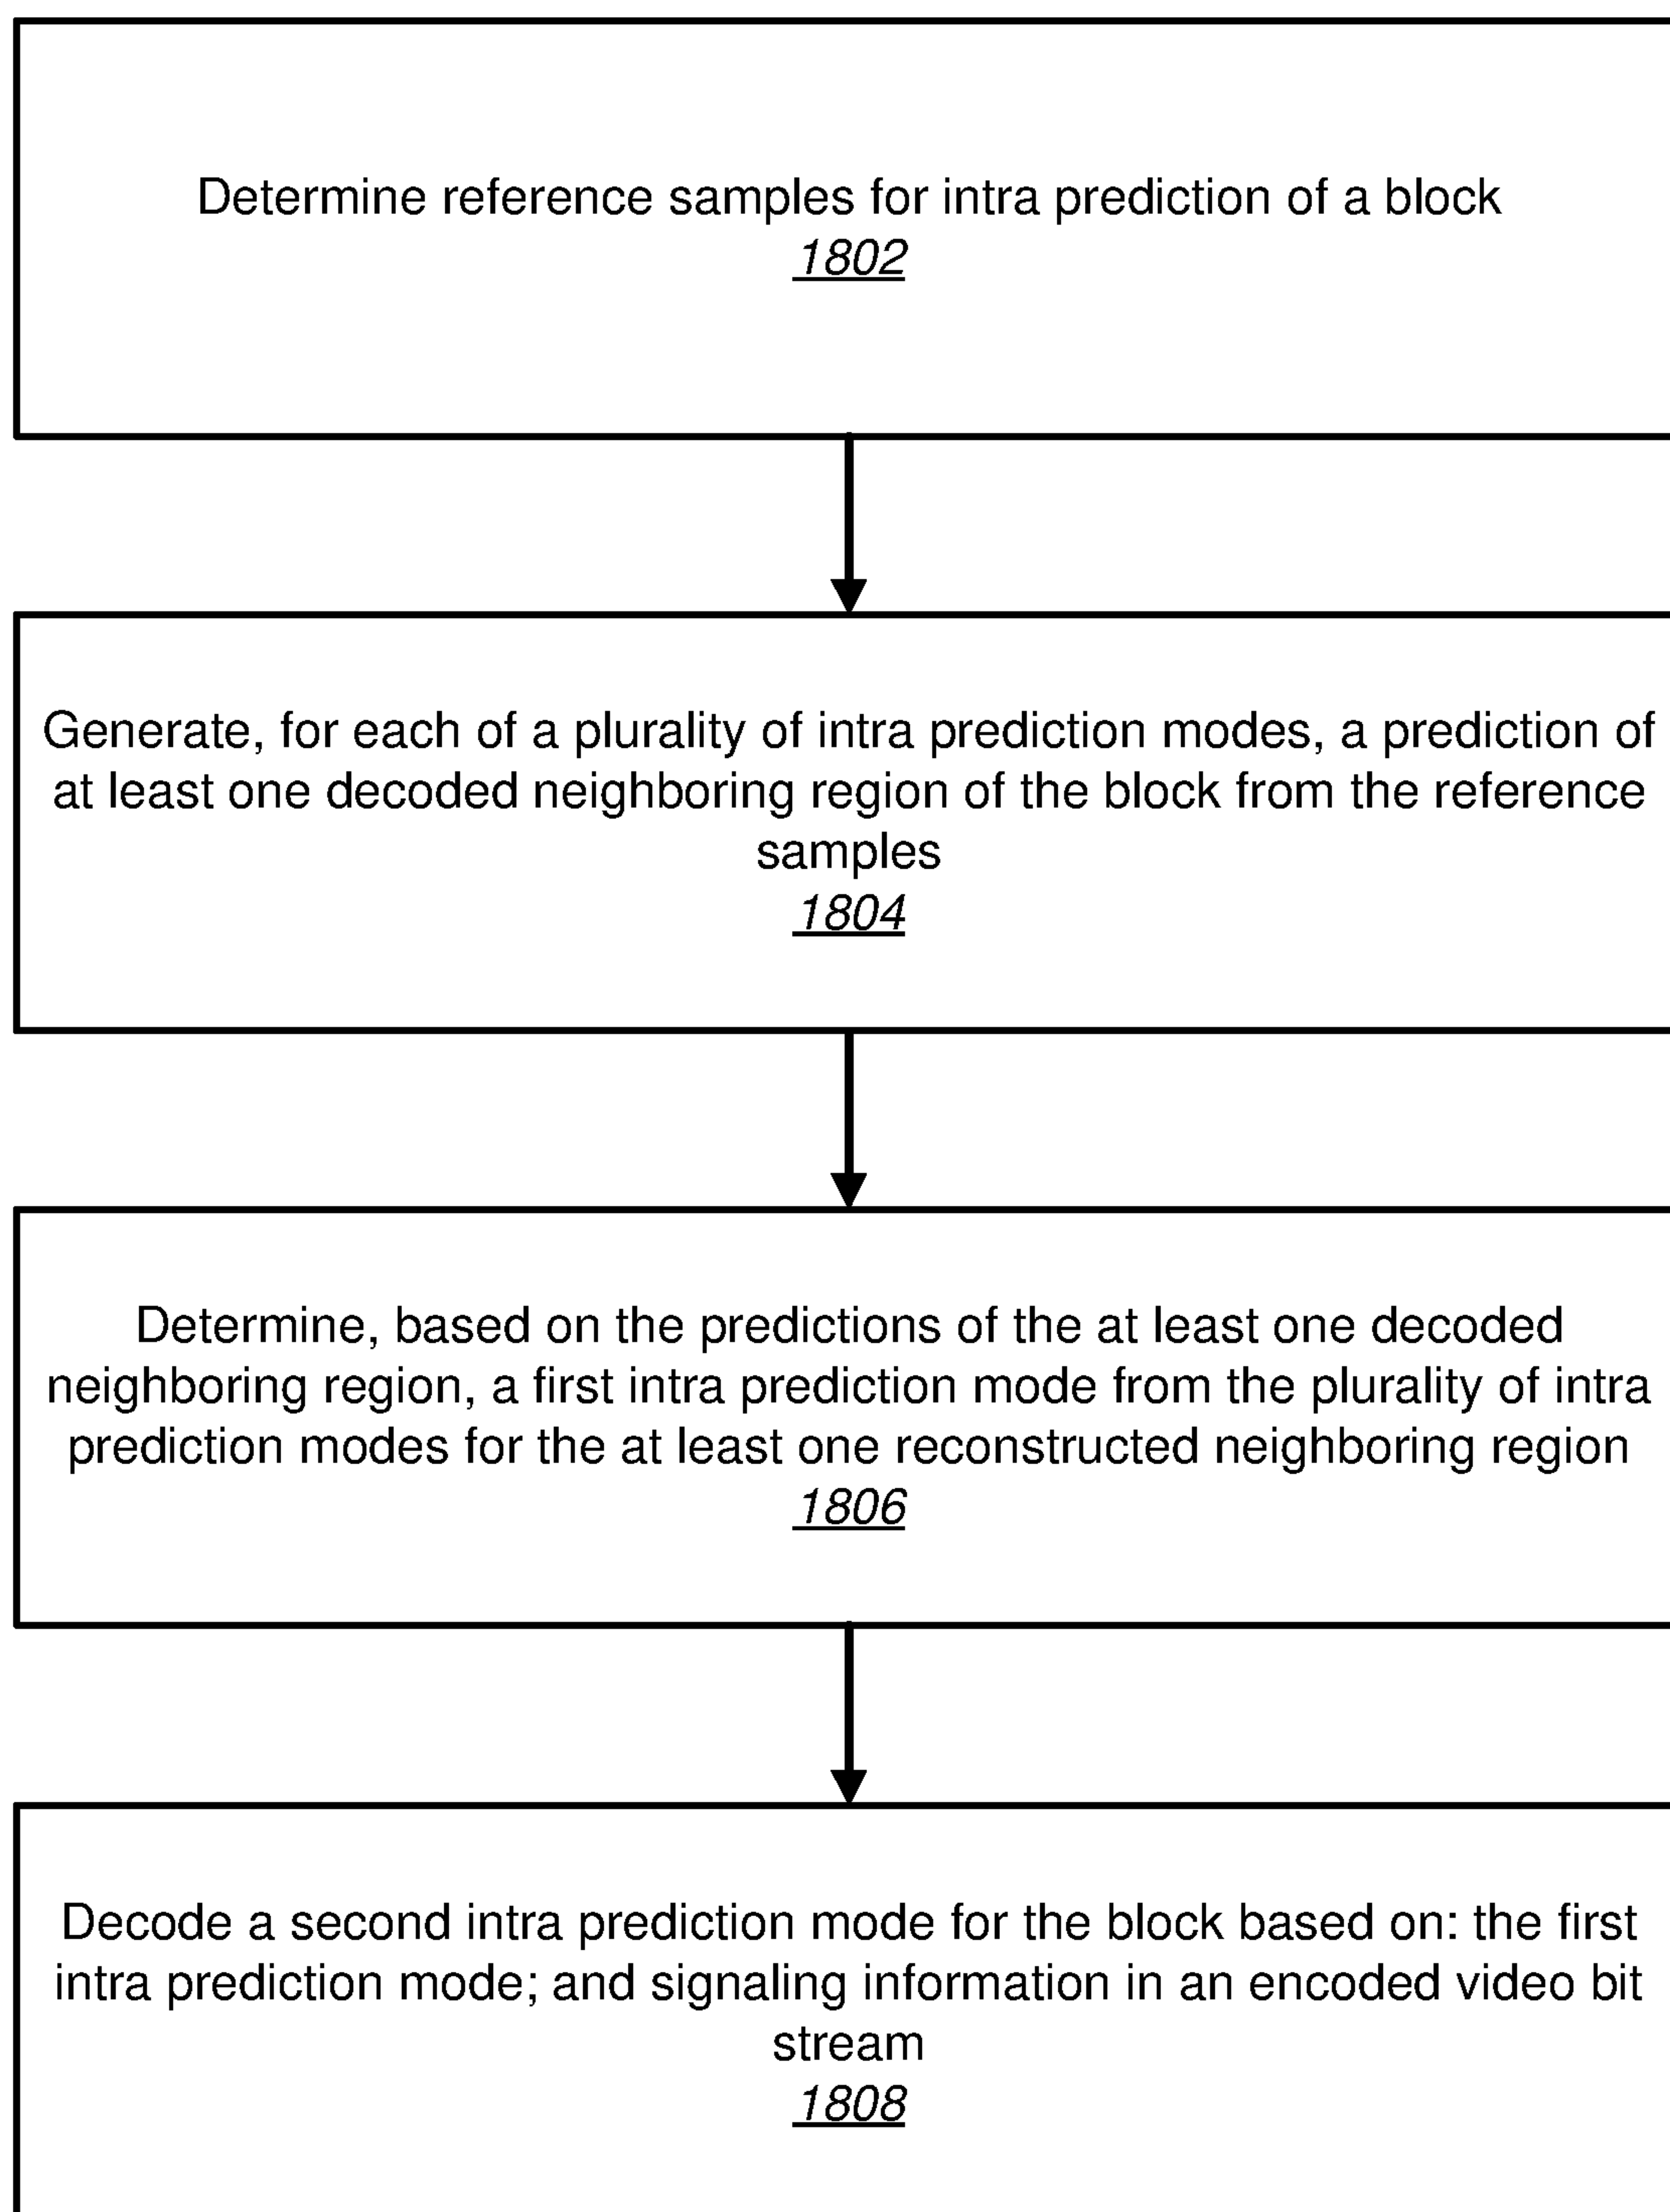 Determine reference samples for intra prediction of a block
1802
Generate, for each of a plurality of intra prediction modes, a prediction of
at least one decoded neighboring region of the block from the reference
samples
1804
Determine, based on the predictions of the at least one decoded
neighboring region, a first intra prediction mode from the plurality of intra
prediction modes for the at least one reconstructed neighboring region
1806
Decode a second intra prediction mode for the block based on: the first
intra prediction mode; and signaling information in an encoded video bit
stream
1808